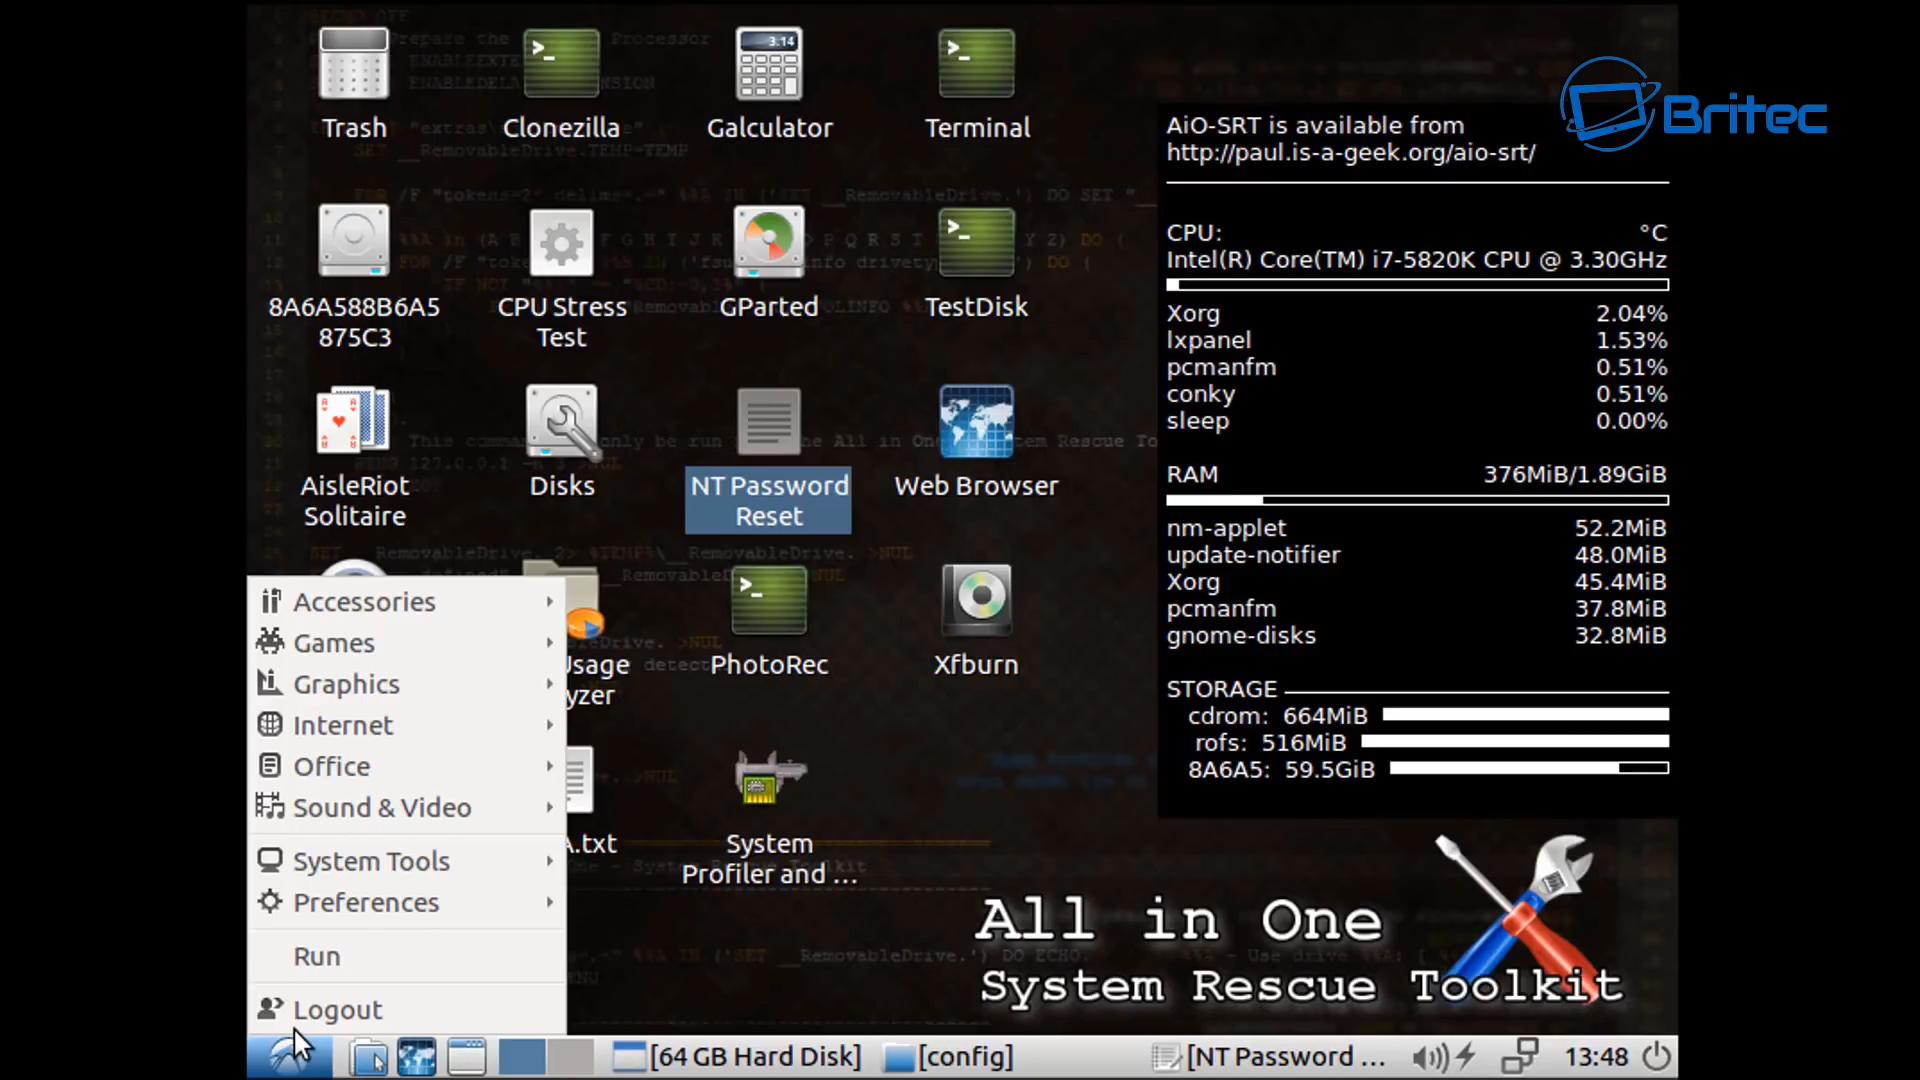 Trash
Clonezilla
3.14
Galculator
Terminal
8A6A588B6A5
875C3
CPU Stress
Test
GParted
TestDisk
AisleRiot
Solitaire
Disks
NT Password
Reset
Web Browser
Usage
yzer
PhotoRec
Xfburn
A.txt
System
Profiler and ...
Britec
AiO-SRT is available from
http://paul.is-a-geek.org/aio-srt/
CPU: °C
Intel(R) Core(TM) i7-5820K CPU @ 3.30GHz
Xorg 2.04%
lxpanel 1.53%
pcmanfm 0.51%
conky 0.51%
sleep 0.00%
RAM 376MiB/1.89GiB
nm-applet 52.2MiB
update-notifier 48.0MiB
Xorg 45.4MiB
pcmanfm 37.8MiB
gnome-disks 32.8MiB
STORAGE
cdrom: 664MiB
rofs: 516MiB
8A6A5: 59.5GiB
Accessories
Games
Graphics
Internet
Office
Sound & Video
System Tools
Preferences
Run
Logout
All in One
System Rescue Toolkit
[64 GB Hard Disk]
[config]
[NT Password ...
13:48